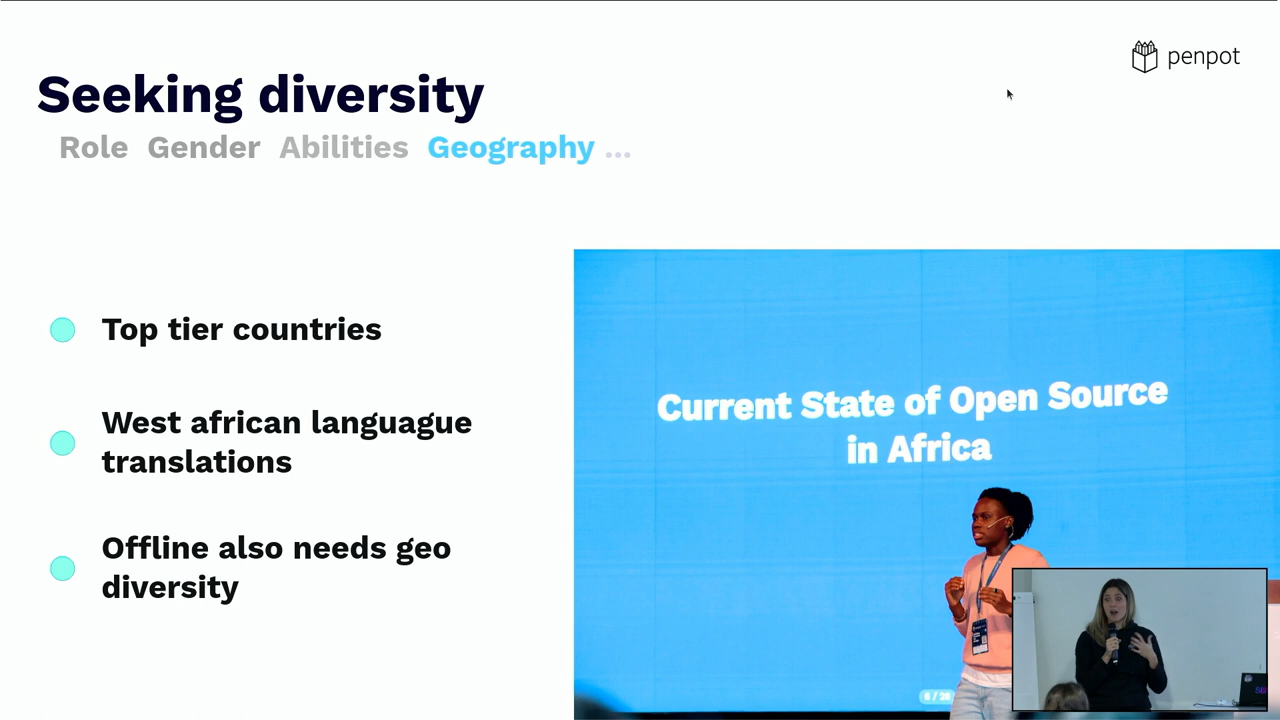 penpot
Seeking diversity
Role Gender Abilities Geography ...
Top tier countries
West african languague
translations
Offline also needs geo
diversity
Current State of Open Source
in Africa